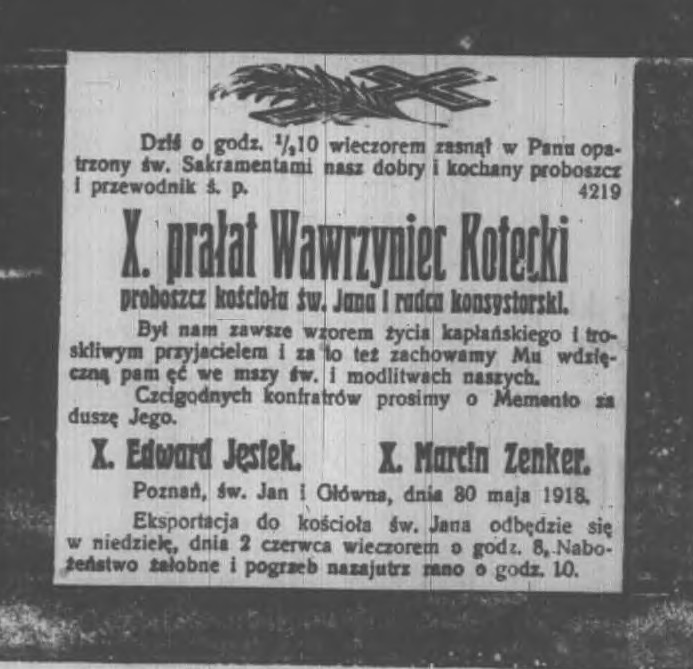 Dziś o godz. ½10 wieczorem zasnął w Panu opa-
trzony św. Sakramentami nasz dobry i kochany proboszcz
i przewodnik ś. p. 4219
X. prałat Wawrzyniec Kotecki
proboszcz kościoła św. Jana i radca konsystorski.
Był nam zawsze wzorem życia kapłańskiego i tro-
skliwym przyjacielem i za to też zachowamy Mu wdzię-
czną pam ęć we mszy św. i modlitwach naszych.
Czcigodnych konfratrów prosimy o Memento za
duszę Jego.
X. Edward Jęsiek. X. Marcin Zenker.
Poznań, św. Jan i Główna, dnia 30 maja 1918.
Eksportacja do kościoła św. Jana odbędzie się
w niedzielę, dnia 2 czerwca wieczorem o godz. 8, Nabo-
żeństwo żałobne i pogrzeb nazajutrz rano o godz. 10.